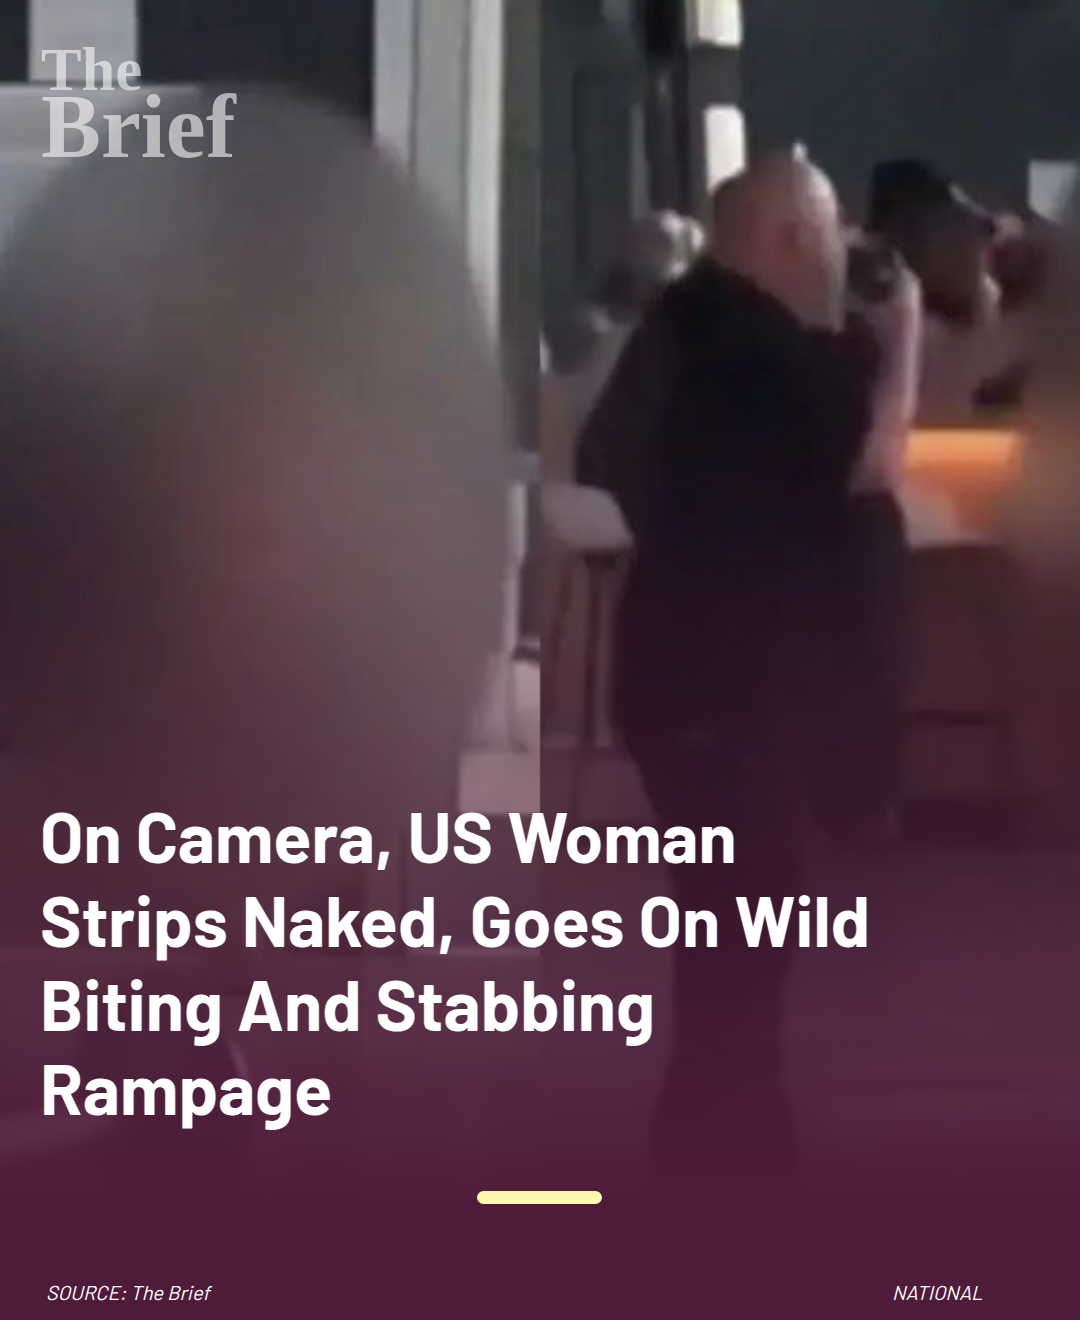 The
Brief
On Camera, US Woman
Strips Naked, Goes On Wild
Biting And Stabbing
Rampage
SOURCE: The Brief
NATIONAL